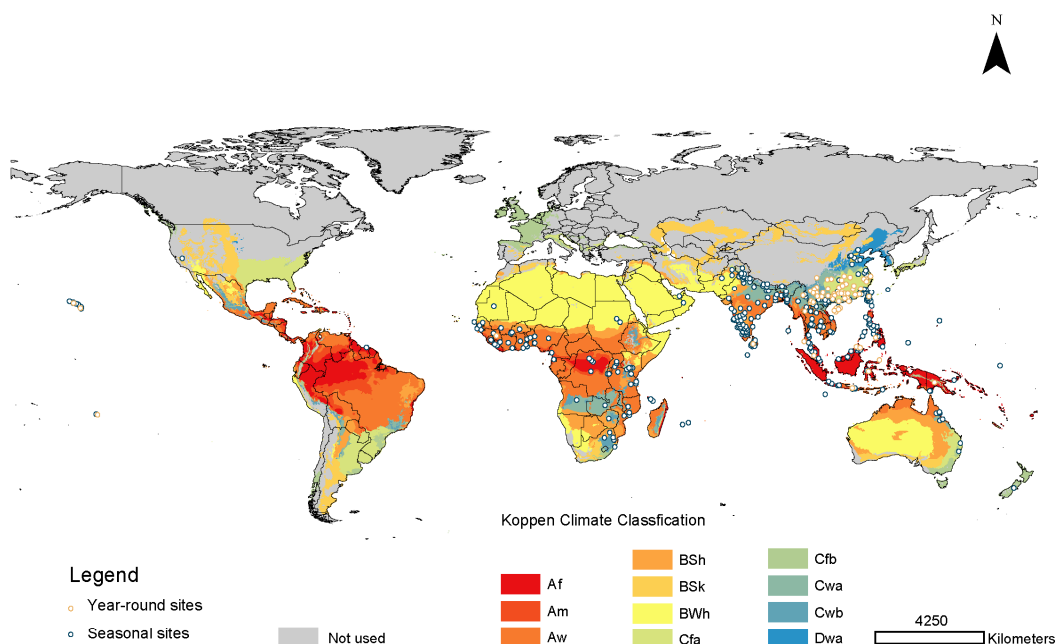 N
Koppen Climate Classfication
Legend
Year-round sites
Seasonal sites
Not used
Af
Am
Aw
BSh
BSk
BWh
Cfa
Cfb
Cwa
Cwb
Dwa
4250
Kilometers